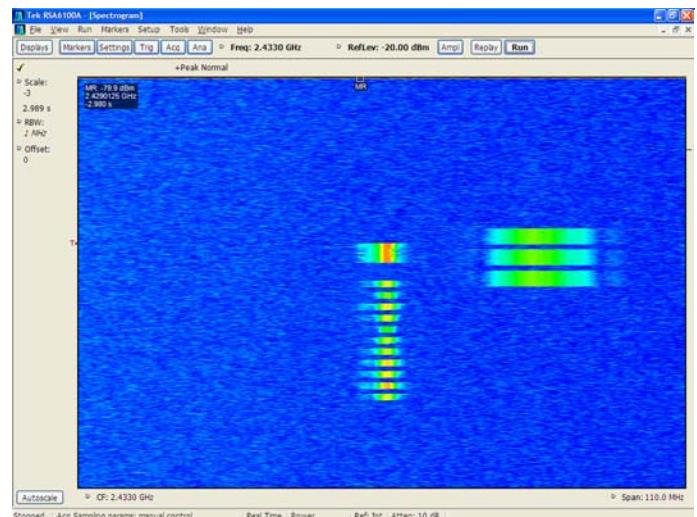 Tek RSA6100A - [Spectrogram]
File View Run Markers Setup Tools Window Help
Displays Markers Settings Trig Acq Ana Freq: 2.4330 GHz RefLev: -20.00 dBm Ampl Replay Run
+Peak Normal
Scale:
-3
2.989 s
RBW:
1 MHz
Offset:
0
MR: -79.9 dBm
2.4290125 GHz
-2.980 s
MR
T
Autoscale CF: 2.4330 GHz Span: 110.0 MHz
Stopped Acq Sampling params: manual control Real Time Power Ref: Int Atten: 10 dB